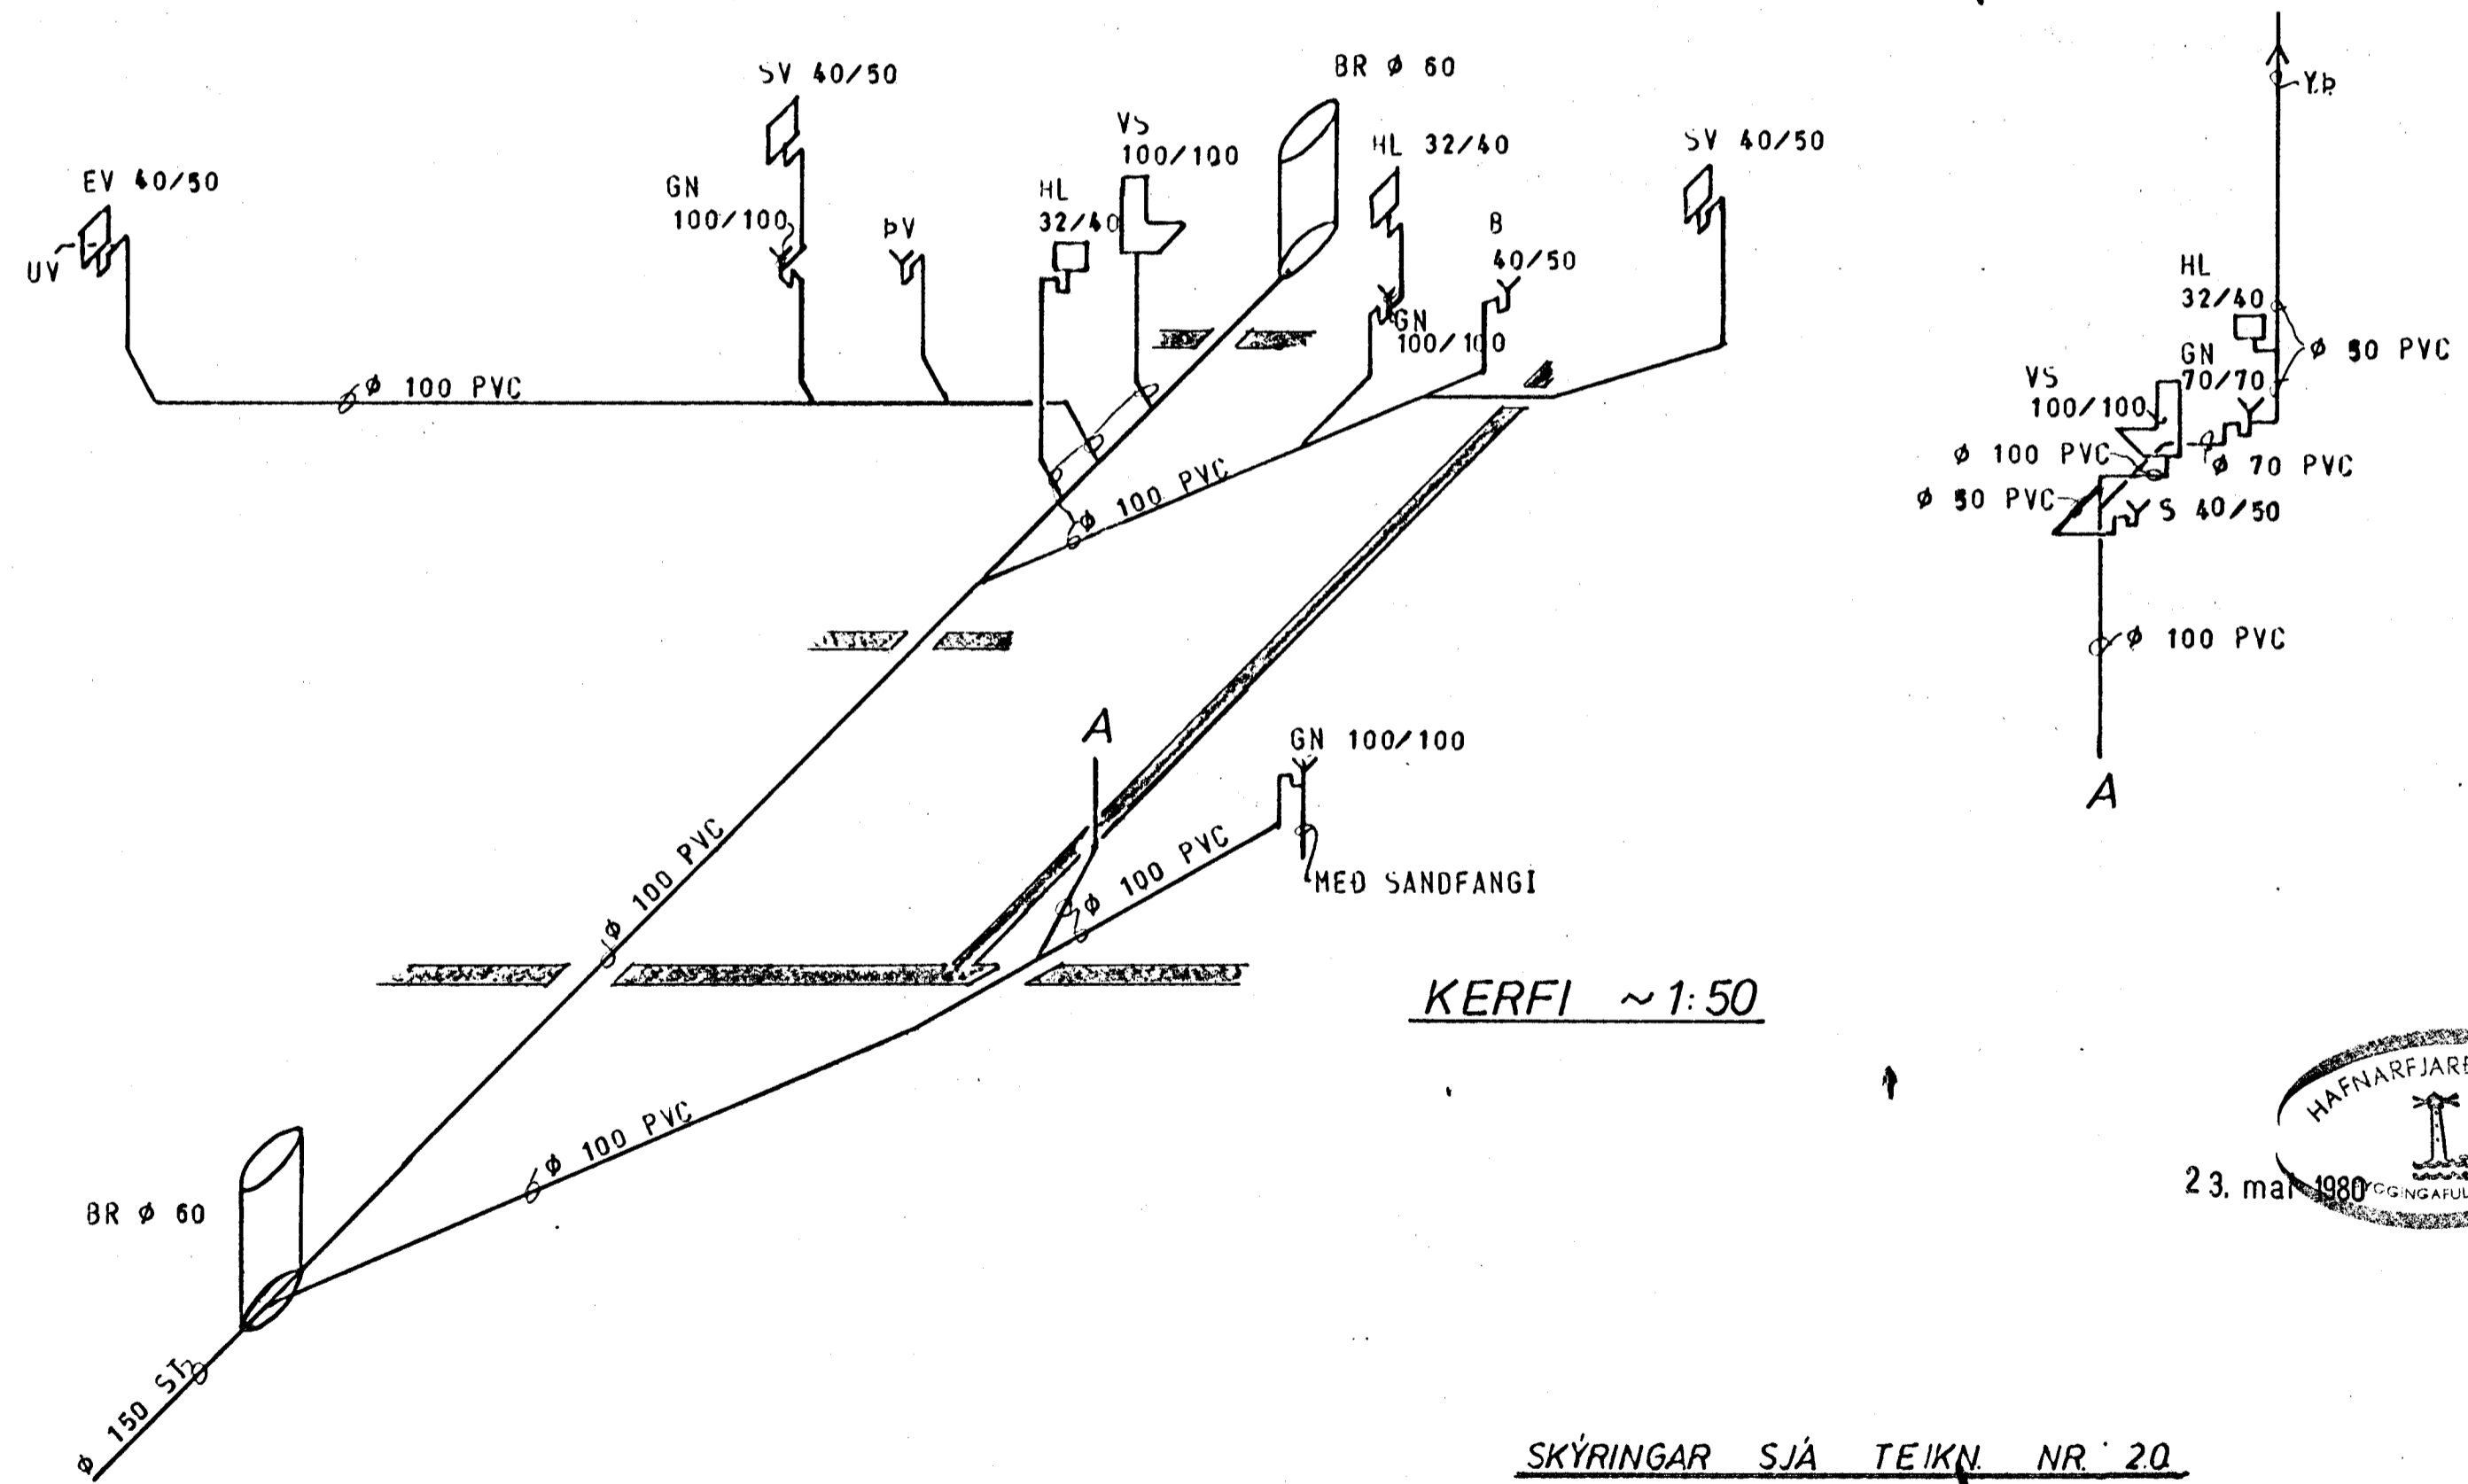 SV 40/50
BR ø 60
Y.Þ
VS
100/100
HL 32/40
SV 40/50
EV 40/50
GN
100/100
HL
32/40
ÞV
B
40/50
UV
HL
32/40
GN
100/100
ø 50 PVC
GN
70/70
VS
100/100
ø 100 PVC
ø 100 PVC
ø 70 PVC
ø 100 PVC
ø 50 PVC
S 40/50
ø 100 PVC
A
GN 100/100
A
ø 100 PVC
ø 100 PVC
MEÐ SANDFANGI
KERFI ~1:50
HAFNARFJARÐ
ø 100 PVC
23. maí 1980
YGGINGAFUL
BR ø 60
ø 150 ST
SKÝRINGAR SJÁ TEIKN. NR. 2.0